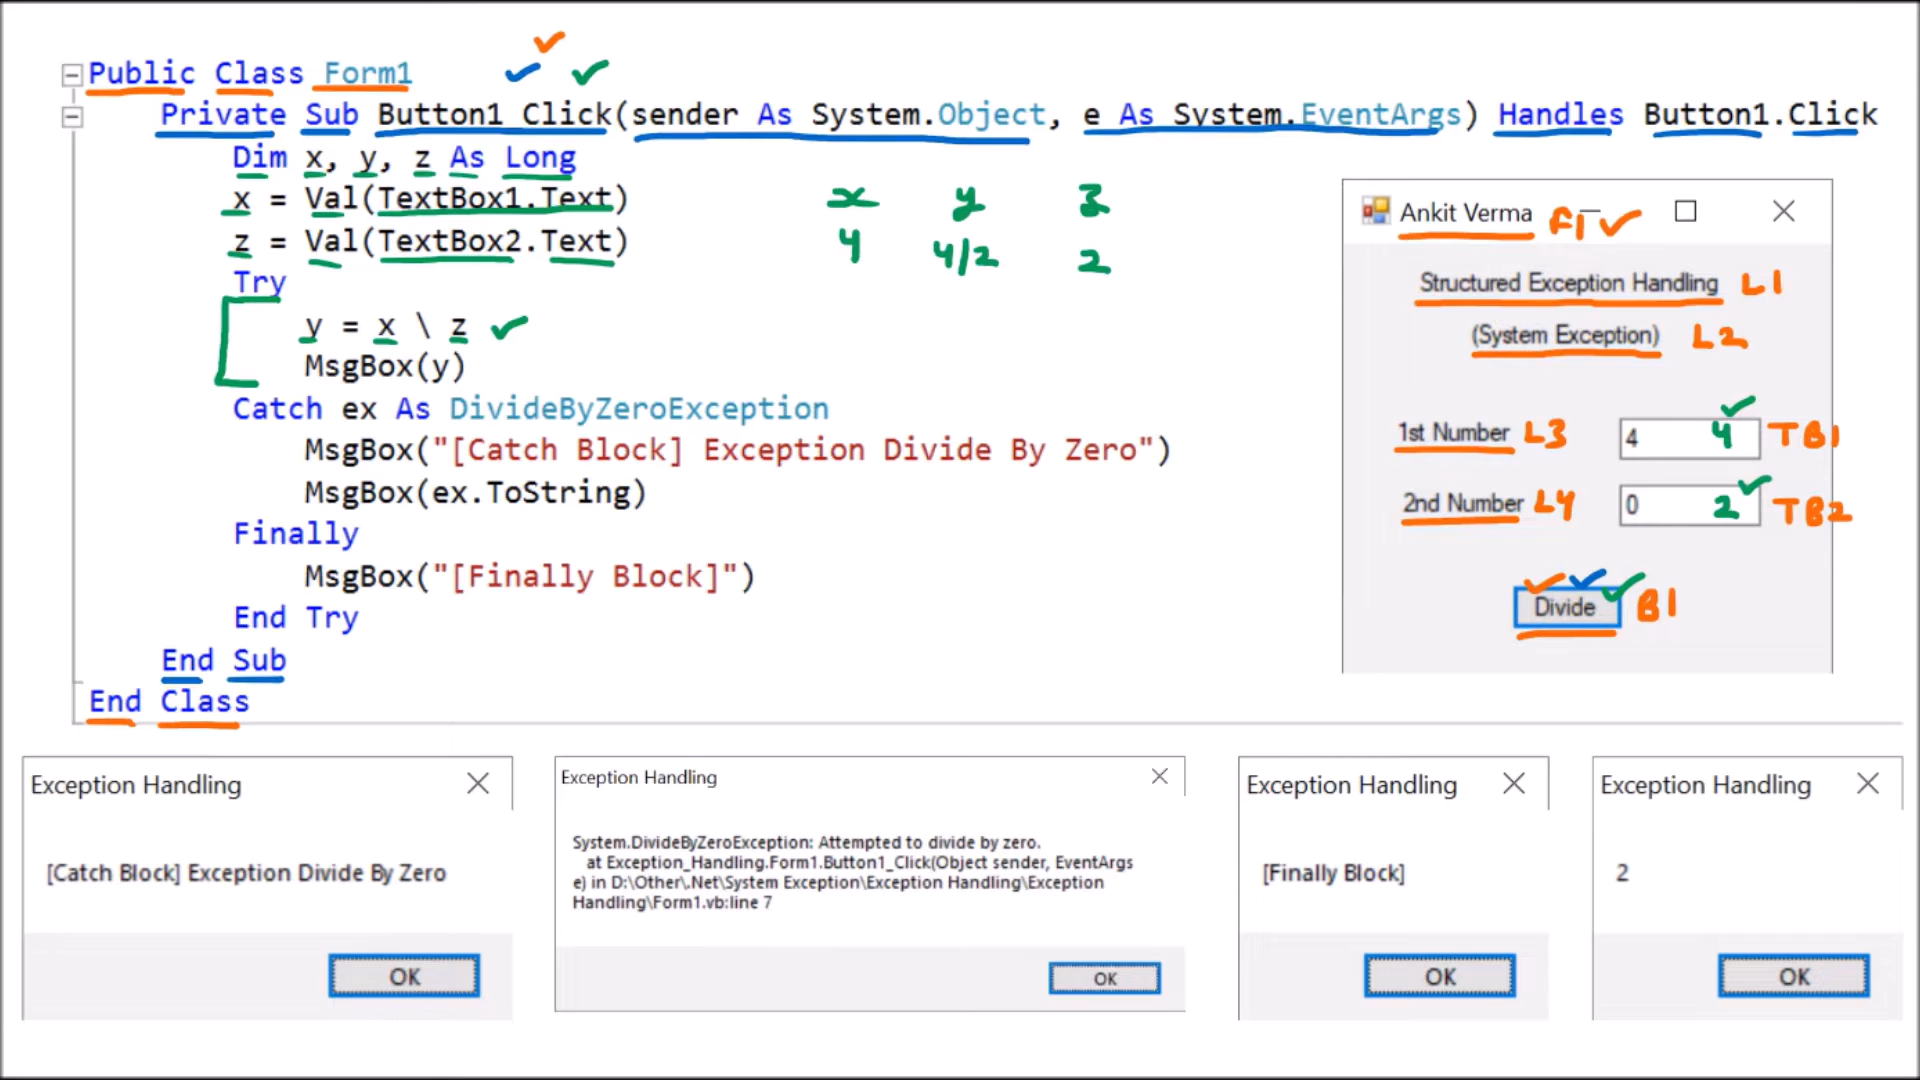 Public Class Form1
Private Sub Button1_Click(sender As System.Object, e As System.EventArgs) Handles Button1.Click
Dim x, y, z As Long
x = Val(TextBox1.Text)
z = Val(TextBox2.Text)
Try
y = x \ z
MsgBox(y)
Catch ex As DivideByZeroException
MsgBox("[Catch Block] Exception Divide By Zero")
MsgBox(ex.ToString)
Finally
MsgBox("[Finally Block]")
End Try
End Sub
End Class
x y z
4 4/2 2
Ankit Verma F1
Structured Exception Handling L1
(System Exception) L2
1st Number L3 4 4 TB1
2nd Number L4 0 2 TB2
Divide B1
Exception Handling
[Catch Block] Exception Divide By Zero
OK
Exception Handling
System.DivideByZeroException: Attempted to divide by zero.
at Exception_Handling.Form1.Button1_Click(Object sender, EventArgs
e) in D:\Other\.Net\System Exception\Exception Handling\Exception
Handling\Form1.vb:line 7
OK
Exception Handling
[Finally Block]
OK
Exception Handling
2
OK